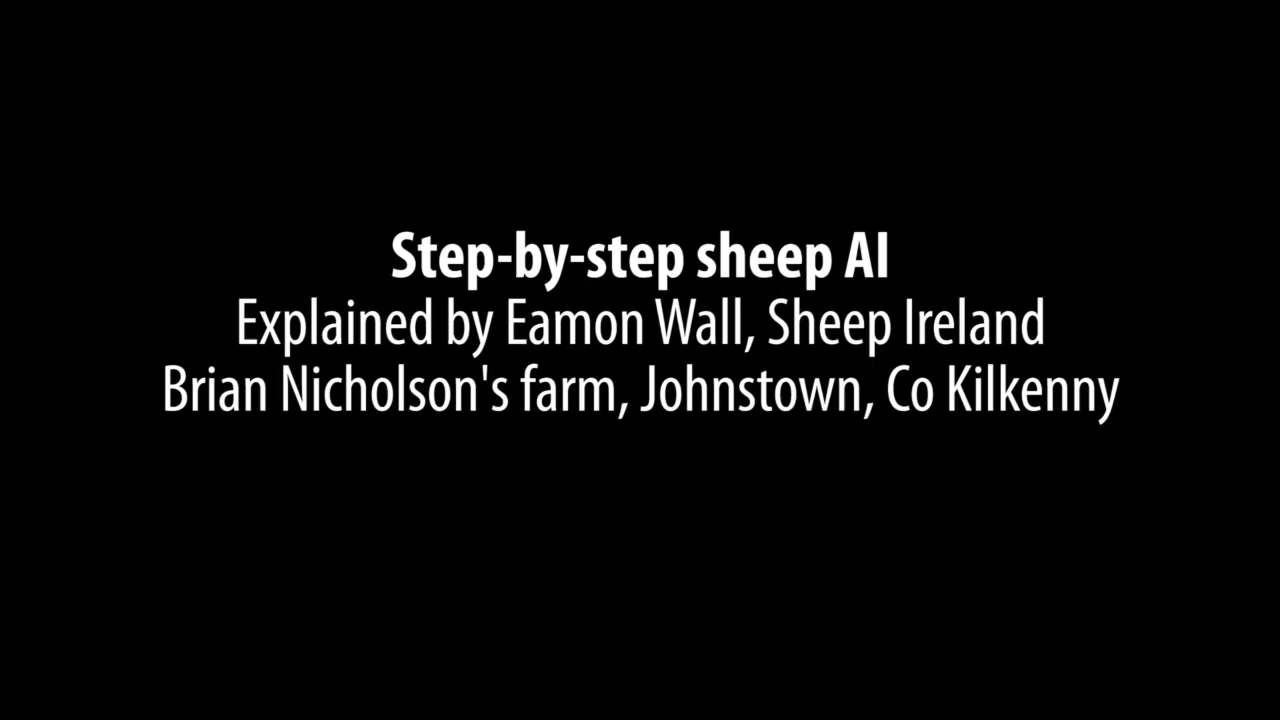 Step-by-step sheep AI
Explained by Eamon Wall, Sheep Ireland
Brian Nicholson's farm, Johnstown, Co Kilkenny